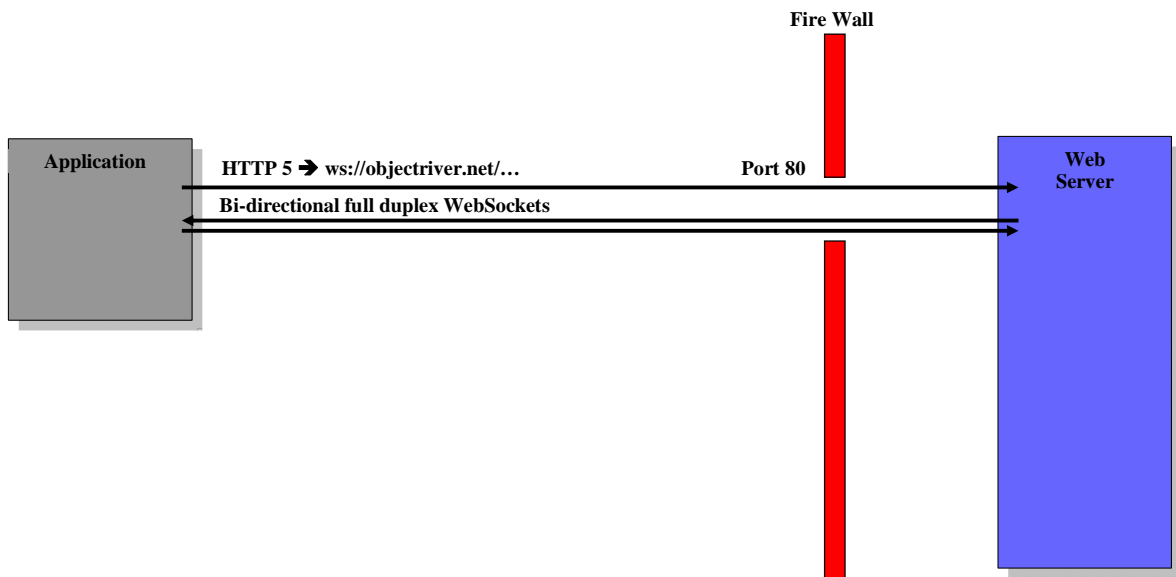 Fire Wall
Application
HTTP 5 ➔ ws://objectriver.net/…
Port 80
Web
Server
Bi-directional full duplex WebSockets